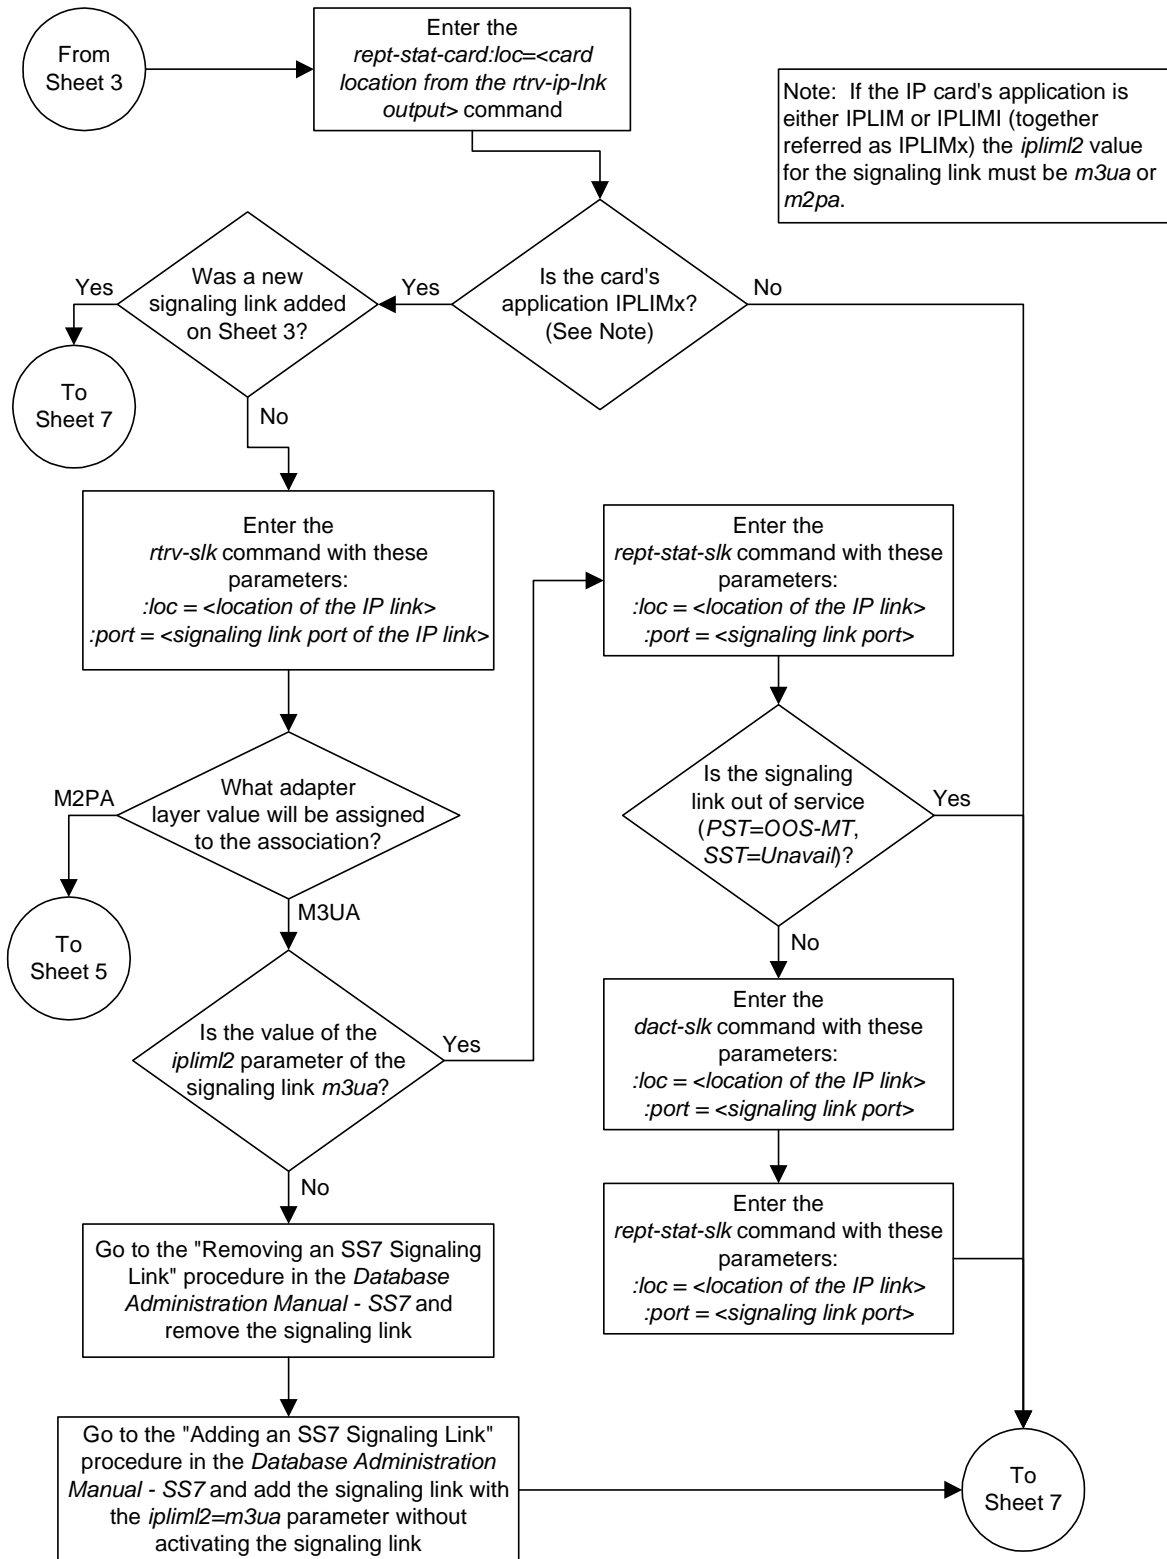 From
Sheet 3
Enter the
rept-stat-card:loc=<card
location from the rtrv-ip-lnk
output> command
Note:  If the IP card's application is
either IPLIM or IPLIMI (together
referred as IPLIMx) the ipliml2 value
for the signaling link must be m3ua or
m2pa.
Is the card's
application IPLIMx?
(See Note)
Yes
No
Was a new
signaling link added
on Sheet 3?
Yes
No
To
Sheet 7
Enter the
rtrv-slk command with these
parameters:
:loc = <location of the IP link>
:port = <signaling link port of the IP link>
What adapter
layer value will be assigned
to the association?
M2PA
M3UA
To
Sheet 5
Is the value of the
ipliml2 parameter of the
signaling link m3ua?
Yes
No
Go to the "Removing an SS7 Signaling
Link" procedure in the Database
Administration Manual - SS7 and
remove the signaling link
Go to the "Adding an SS7 Signaling Link"
procedure in the Database Administration
Manual - SS7 and add the signaling link with
the ipliml2=m3ua parameter without
activating the signaling link
Enter the
rept-stat-slk command with these
parameters:
:loc = <location of the IP link>
:port = <signaling link port>
Is the signaling
link out of service
(PST=OOS-MT,
SST=Unavail)?
Yes
No
Enter the
dact-slk command with these
parameters:
:loc = <location of the IP link>
:port = <signaling link port>
Enter the
rept-stat-slk command with these
parameters:
:loc = <location of the IP link>
:port = <signaling link port>
To
Sheet 7